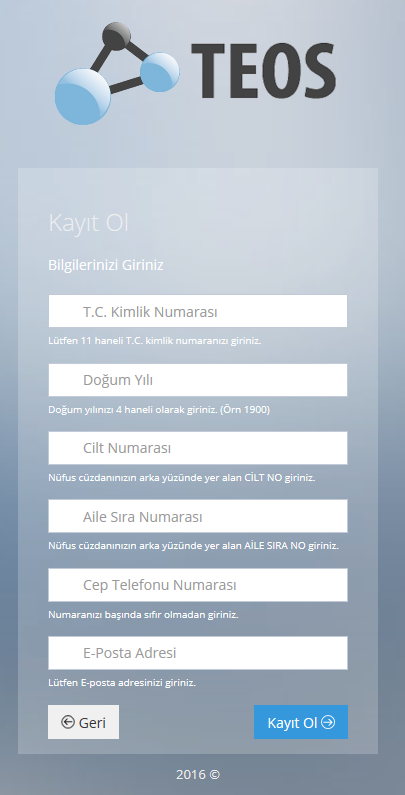 TEOS
Kayıt Ol
Bilgilerinizi Giriniz
T.C. Kimlik Numarası
Lütfen 11 haneli T.C. kimlik numaranızı giriniz.
Doğum Yılı
Doğum yılınızı 4 haneli olarak giriniz. (Örn 1900)
Cilt Numarası
Nüfus cüzdanınızın arka yüzünde yer alan CİLT NO giriniz.
Aile Sıra Numarası
Nüfus cüzdanınızın arka yüzünde yer alan AİLE SIRA NO giriniz.
Cep Telefonu Numarası
Numaranızı başında sıfır olmadan giriniz.
E-Posta Adresi
Lütfen E-posta adresinizi giriniz.
Geri Kayıt Ol
2016 ©